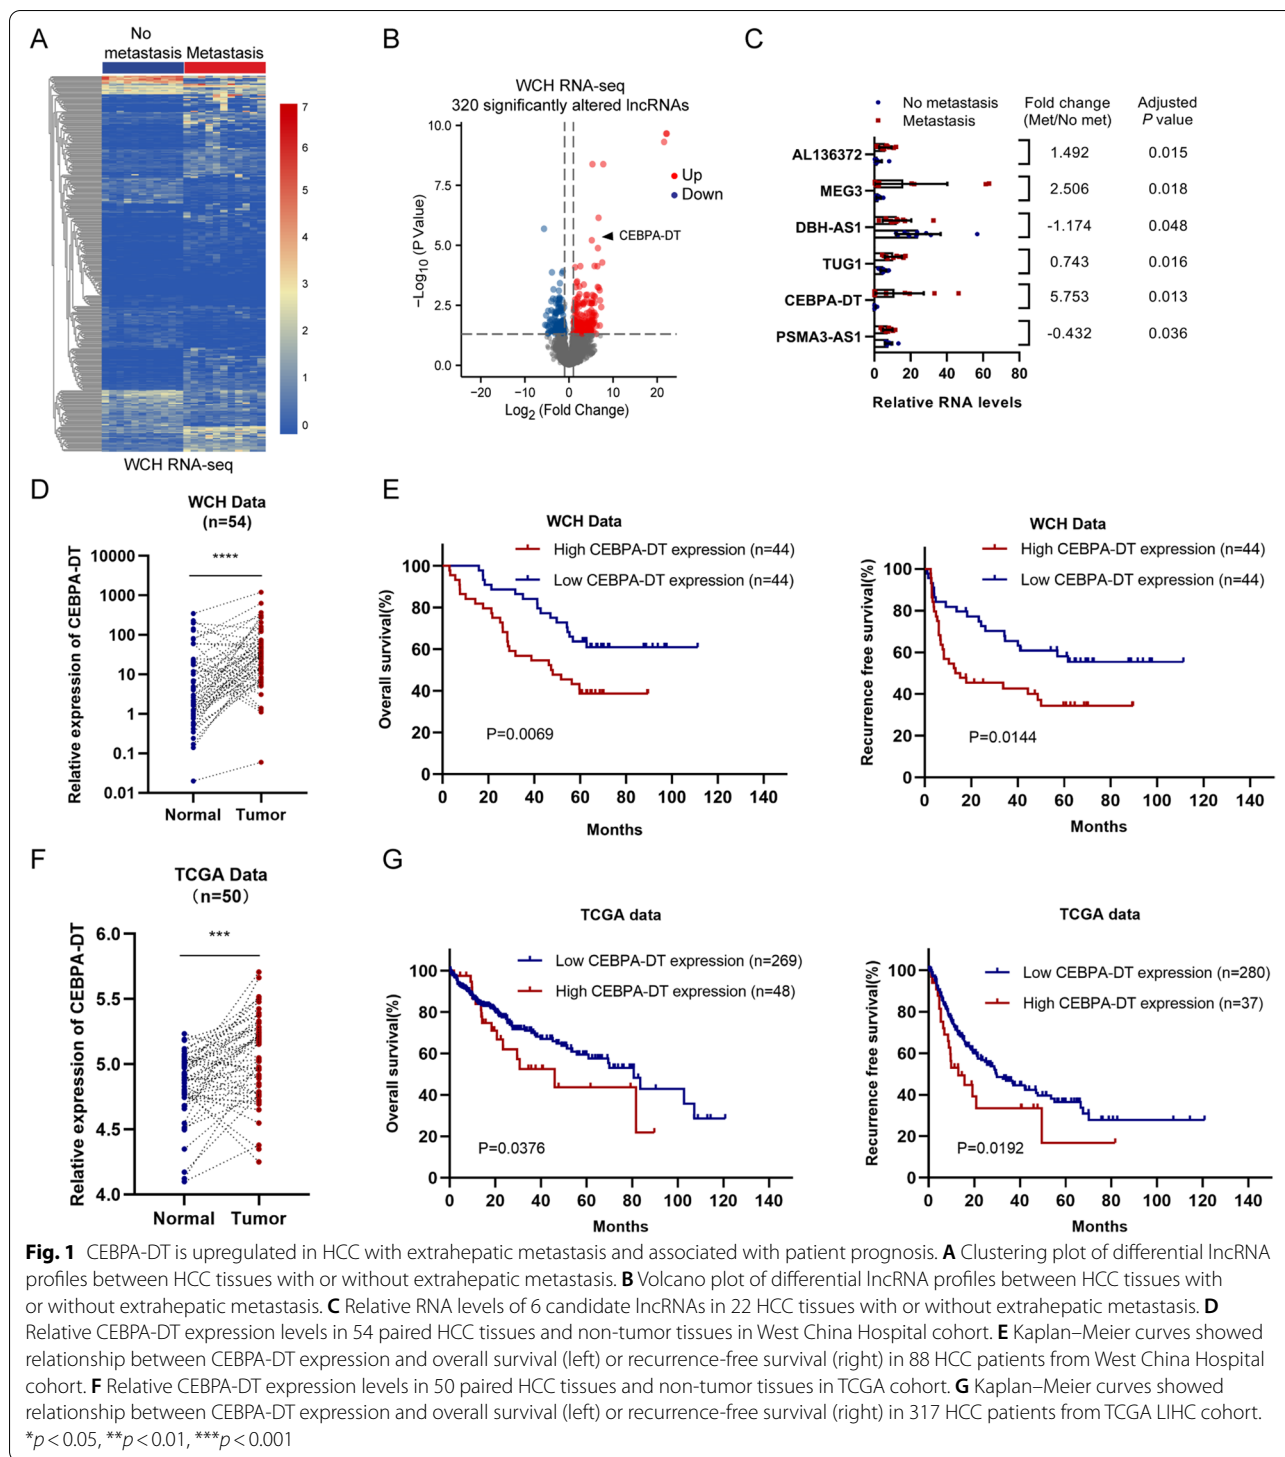 A
No
metastasis
Metastasis
7
6
5
4
3
2
1
0
WCH RNA-seq
B
WCH RNA-seq
320 significantly altered lncRNAs
10.0
7.5
5.0
2.5
0.0
−Log10 (P Value)
Up
Down
CEBPA-DT
−20 −10 0 10 20
Log2 (Fold Change)
C
No metastasis
Metastasis
Fold change
(Met/No met)
Adjusted
P value
AL136372 1.492 0.015
MEG3 2.506 0.018
DBH-AS1 -1.174 0.048
TUG1 0.743 0.016
CEBPA-DT 5.753 0.013
PSMA3-AS1 -0.432 0.036
0 20 40 60 80
Relative RNA levels
D
WCH Data
(n=54)
****
Relative expression of CEBPA-DT
10000
1000
100
10
1
0.1
0.01
Normal Tumor
E
WCH Data
High CEBPA-DT expression (n=44)
Low CEBPA-DT expression (n=44)
Overall survival(%)
100
80
60
40
20
0
P=0.0069
0 20 40 60 80 100 120 140
Months
WCH Data
High CEBPA-DT expression (n=44)
Low CEBPA-DT expression (n=44)
Recurrence free survival(%)
100
80
60
40
20
0
P=0.0144
0 20 40 60 80 100 120 140
Months
F
TCGA Data
(n=50)
***
Relative expression of CEBPA-DT
6.0
5.5
5.0
4.5
4.0
Normal Tumor
G
TCGA data
Low CEBPA-DT expression (n=269)
High CEBPA-DT expression (n=48)
Overall survival(%)
100
80
60
40
20
0
P=0.0376
0 20 40 60 80 100 120 140
Months
TCGA data
Low CEBPA-DT expression (n=280)
High CEBPA-DT expression (n=37)
Recurrence free survival(%)
100
80
60
40
20
0
P=0.0192
0 20 40 60 80 100 120 140
Months
Fig. 1 CEBPA-DT is upregulated in HCC with extrahepatic metastasis and associated with patient prognosis. A Clustering plot of differential lncRNA
profiles between HCC tissues with or without extrahepatic metastasis. B Volcano plot of differential lncRNA profiles between HCC tissues with
or without extrahepatic metastasis. C Relative RNA levels of 6 candidate lncRNAs in 22 HCC tissues with or without extrahepatic metastasis. D
Relative CEBPA-DT expression levels in 54 paired HCC tissues and non-tumor tissues in West China Hospital cohort. E Kaplan–Meier curves showed
relationship between CEBPA-DT expression and overall survival (left) or recurrence-free survival (right) in 88 HCC patients from West China Hospital
cohort. F Relative CEBPA-DT expression levels in 50 paired HCC tissues and non-tumor tissues in TCGA cohort. G Kaplan–Meier curves showed
relationship between CEBPA-DT expression and overall survival (left) or recurrence-free survival (right) in 317 HCC patients from TCGA LIHC cohort.
*p < 0.05, **p < 0.01, ***p < 0.001